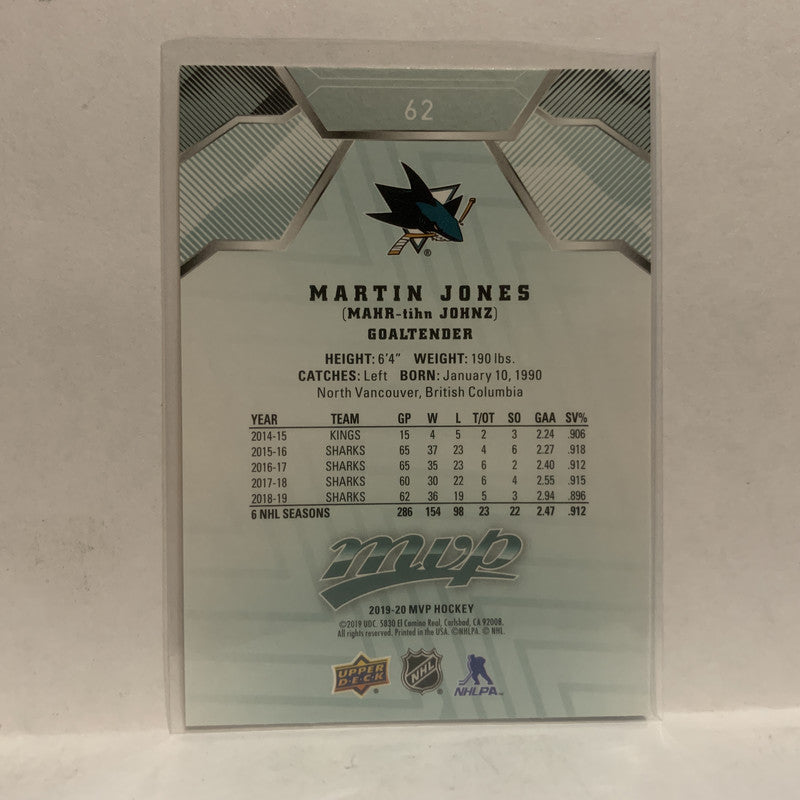 62
®
MARTIN JONES
(MAHR-tihn JOHNZ)
GOALTENDER
HEIGHT: 6'4" WEIGHT: 190 lbs.
CATCHES: Left BORN: January 10, 1990
North Vancouver, British Columbia
YEAR TEAM GP W L T/OT SO GAA SV%
2014-15 KINGS 15 4 5 2 3 2.24 .906
2015-16 SHARKS 65 37 23 4 6 2.27 .918
2016-17 SHARKS 65 35 23 6 2 2.40 .912
2017-18 SHARKS 60 30 22 6 4 2.55 .915
2018-19 SHARKS 62 36 19 5 3 2.94 .896
6 NHL SEASONS 286 154 98 23 22 2.47 .912
mvp
2019-20 MVP HOCKEY
©2019 UDC. 5830 El Camino Real, Carlsbad, CA 92008.
All rights reserved. Printed in the USA. ©NHLPA. © NHL.
UPPER DECK ® NHL ® NHLPA™